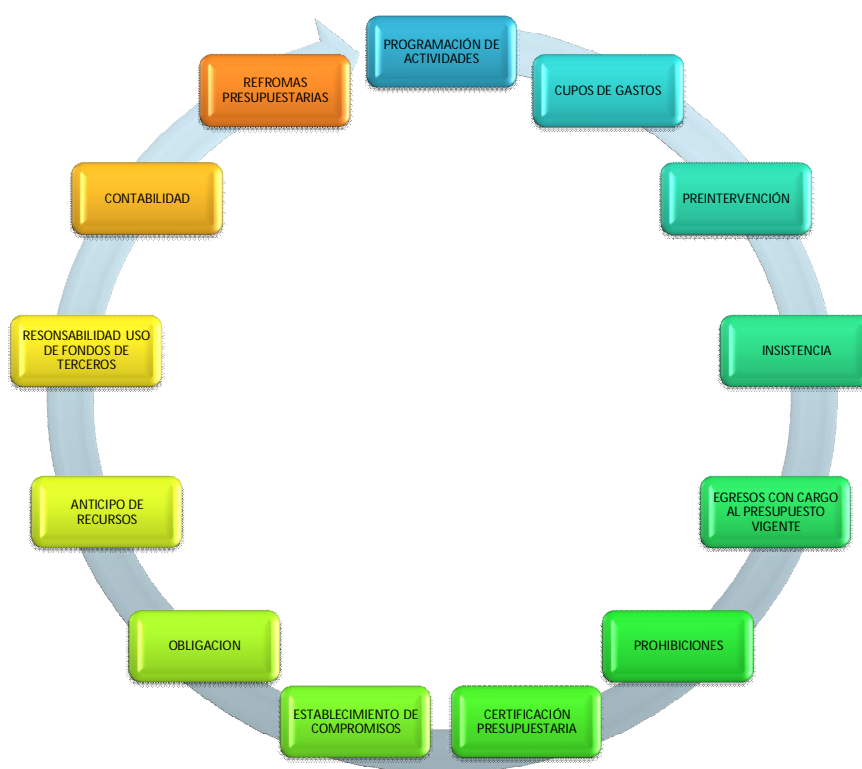 PROGRAMACIÓN DE
ACTIVIDADES
CUPOS DE GASTOS
PREINTERVENCIÓN
INSISTENCIA
EGRESOS CON CARGO
AL PRESUPUESTO
VIGENTE
PROHIBICIONES
CERTIFICACIÓN
PRESUPUESTARIA
ESTABLECIMIENTO DE
COMPROMISOS
OBLIGACION
ANTICIPO DE
RECURSOS
RESONSABILIDAD USO
DE FONDOS DE
TERCEROS
CONTABILIDAD
REFROMAS
PRESUPUESTARIAS